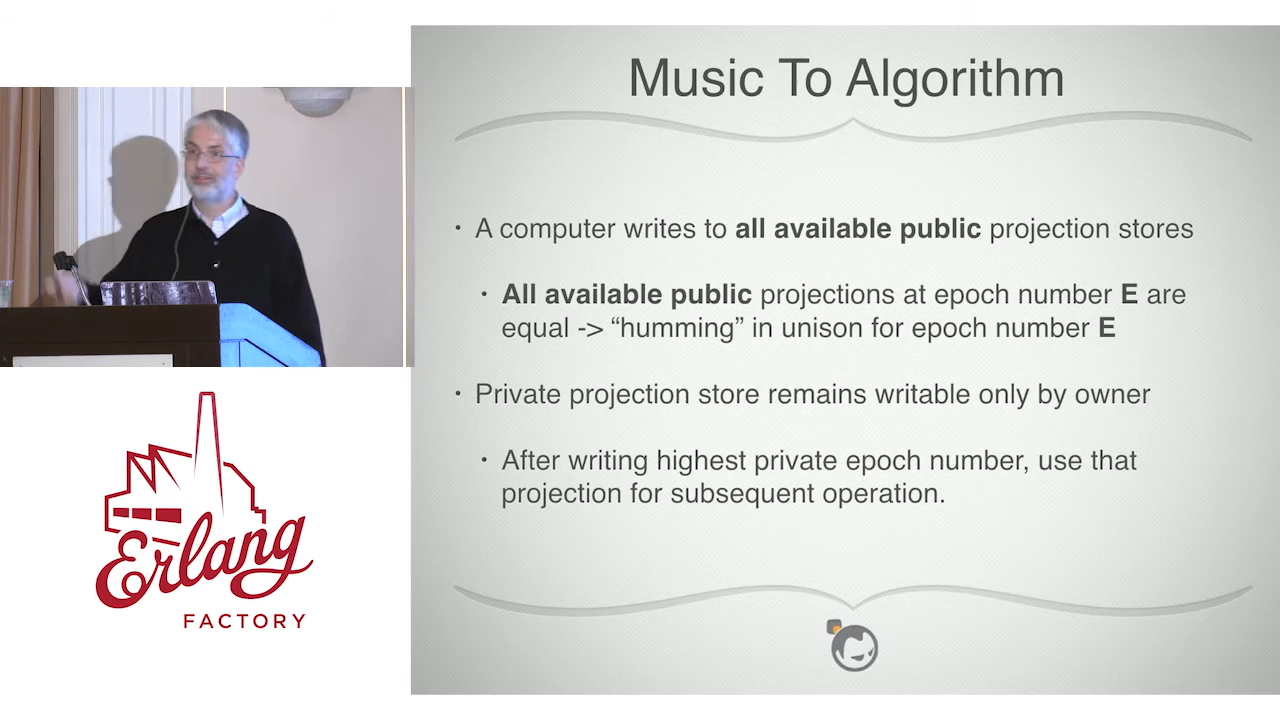 Music To Algorithm
• A computer writes to all available public projection stores
• All available public projections at epoch number E are
equal -> “humming” in unison for epoch number E
• Private projection store remains writable only by owner
• After writing highest private epoch number, use that
projection for subsequent operation.
Erlang
FACTORY